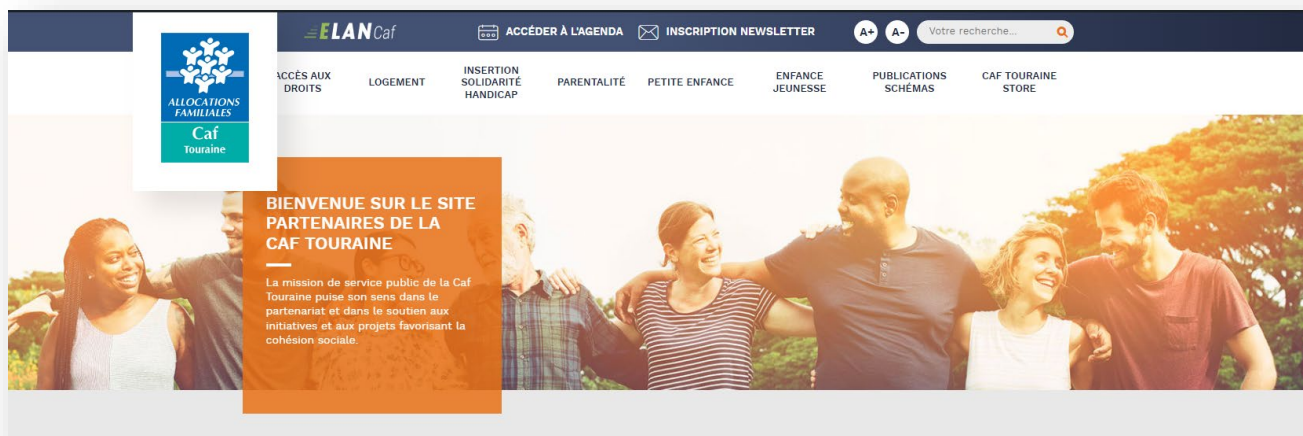 ELAN Caf
ACCÉDER À L'AGENDA
INSCRIPTION NEWSLETTER
A+
A-
Votre recherche...
ALLOCATIONS
FAMILIALES
Caf
Touraine
ACCÈS AUX
DROITS
LOGEMENT
INSERTION
SOLIDARITÉ
HANDICAP
PARENTALITÉ
PETITE ENFANCE
ENFANCE
JEUNESSE
PUBLICATIONS
SCHÉMAS
CAF TOURAINE
STORE
BIENVENUE SUR LE SITE
PARTENAIRES DE LA
CAF TOURAINE
La mission de service public de la Caf
Touraine puise son sens dans le
partenariat et dans le soutien aux
initiatives et aux projets favorisant la
cohésion sociale.